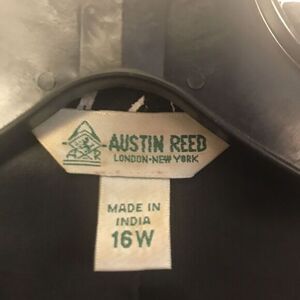 AUSTIN REED
LONDON•NEW YORK
MADE IN
INDIA
16W